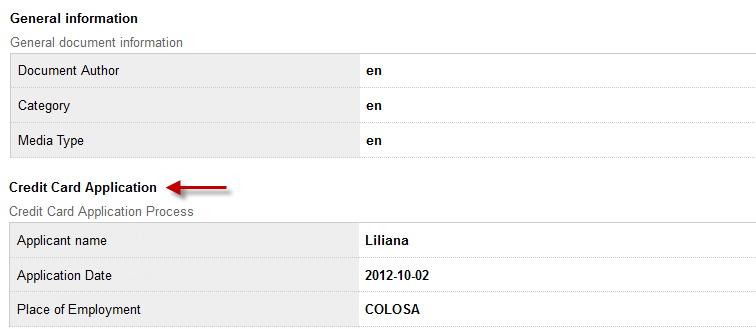 General information
General document information
Document Author en
Category en
Media Type en
Credit Card Application
Credit Card Application Process
Applicant name Liliana
Application Date 2012-10-02
Place of Employment COLOSA